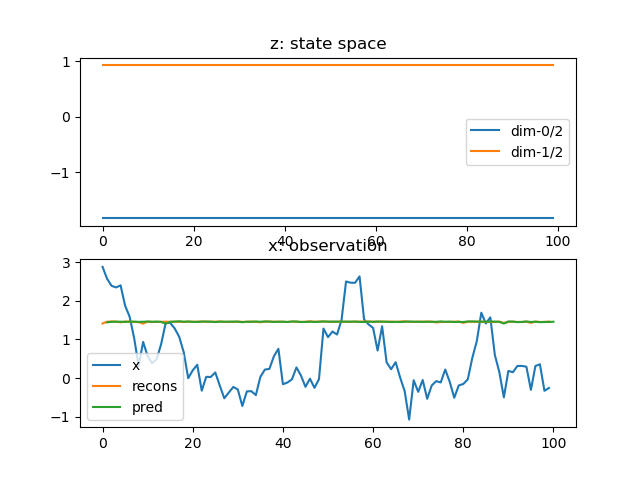 z: state space
1
0
−1
dim-0/2
dim-1/2
0 20 40 60 80 100
x: observation
3
2
1
0
−1
x
recons
pred
0 20 40 60 80 100